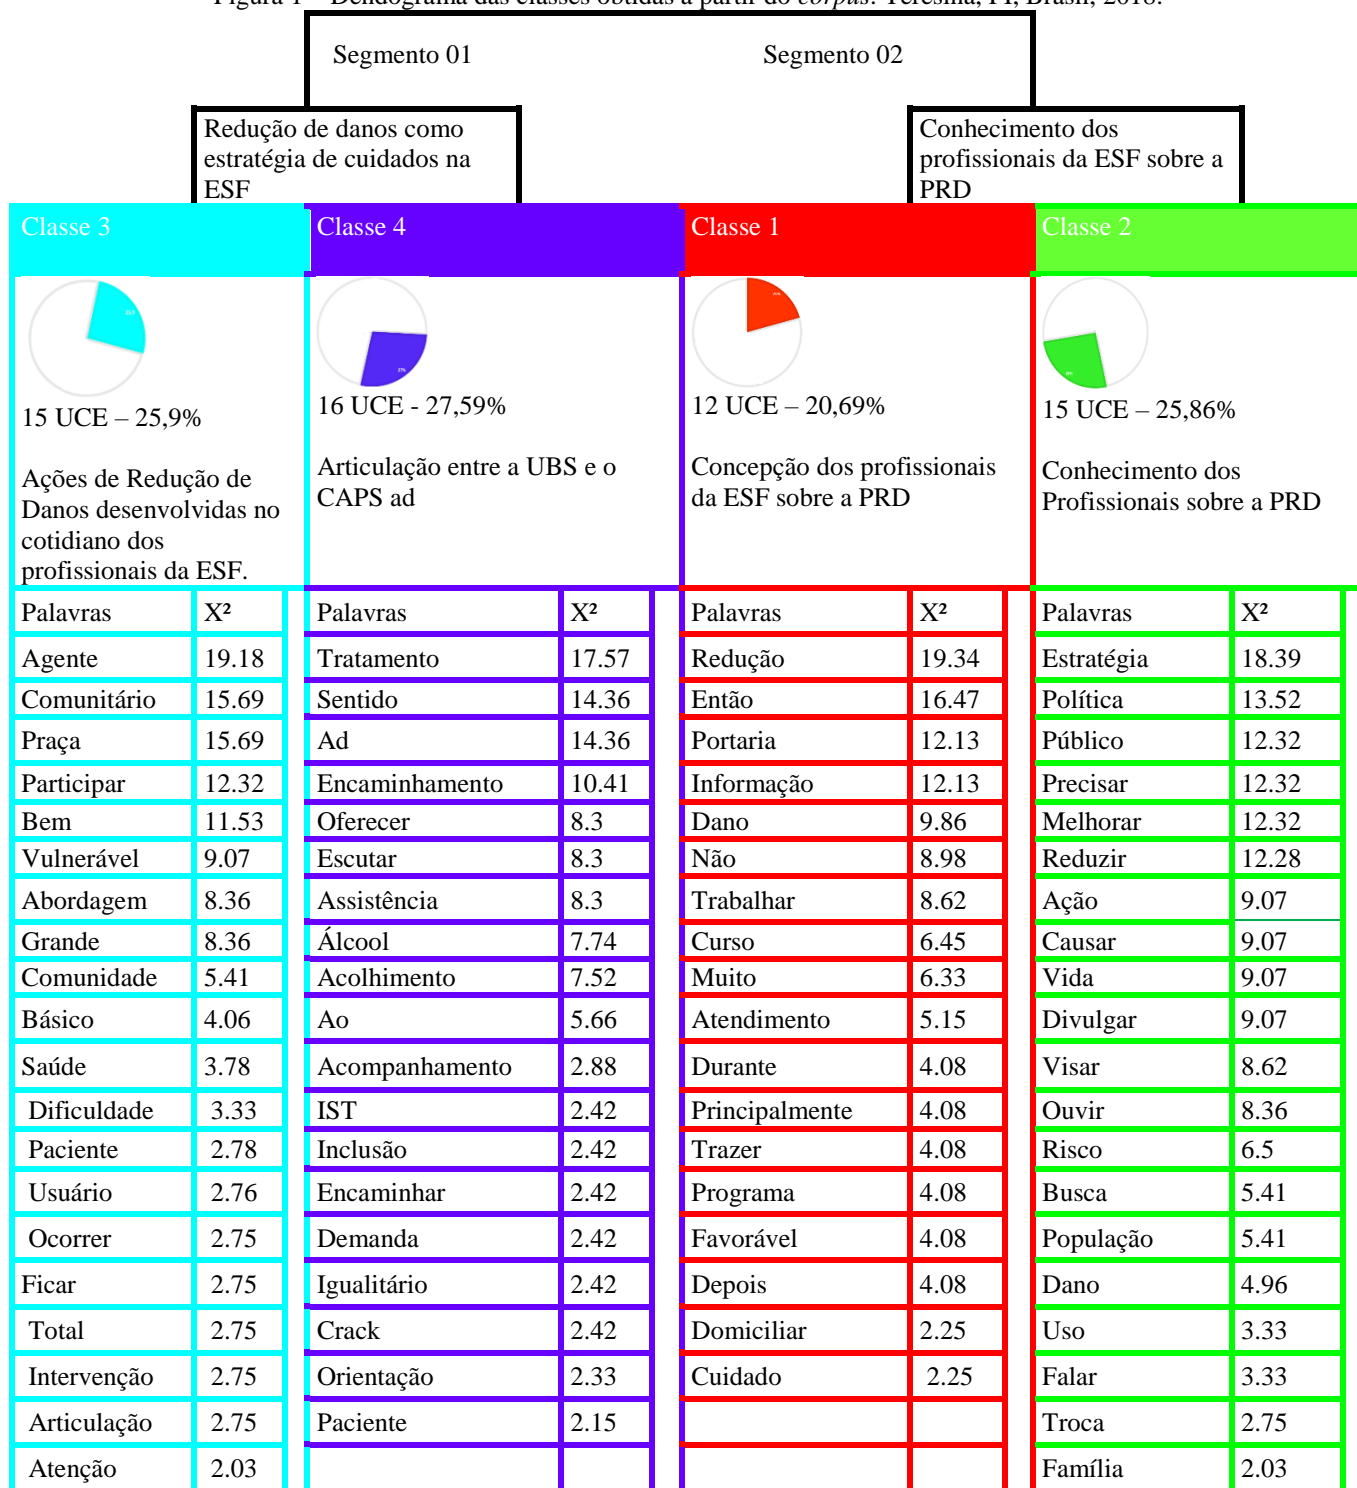 Figura 1 – Dendograma das classes obtidas a partir do corpus. Teresina, PI, Brasil, 2018.
Segmento 01
Segmento 02
Redução de danos como
estratégia de cuidados na
ESF
Conhecimento dos
profissionais da ESF sobre a
PRD
Classe 3
Classe 4
Classe 1
Classe 2
15 UCE – 25,9%
Ações de Redução de
Danos desenvolvidas no
cotidiano dos
profissionais da ESF.
16 UCE - 27,59%
Articulação entre a UBS e o
CAPS ad
12 UCE – 20,69%
Concepção dos profissionais
da ESF sobre a PRD
15 UCE – 25,86%
Conhecimento dos
Profissionais sobre a PRD
Palavras X² Palavras X² Palavras X² Palavras X²
Agente 19.18 Tratamento 17.57 Redução 19.34 Estratégia 18.39
Comunitário 15.69 Sentido 14.36 Então 16.47 Política 13.52
Praça 15.69 Ad 14.36 Portaria 12.13 Público 12.32
Participar 12.32 Encaminhamento 10.41 Informação 12.13 Precisar 12.32
Bem 11.53 Oferecer 8.3 Dano 9.86 Melhorar 12.32
Vulnerável 9.07 Escutar 8.3 Não 8.98 Reduzir 12.28
Abordagem 8.36 Assistência 8.3 Trabalhar 8.62 Ação 9.07
Grande 8.36 Álcool 7.74 Curso 6.45 Causar 9.07
Comunidade 5.41 Acolhimento 7.52 Muito 6.33 Vida 9.07
Básico 4.06 Ao 5.66 Atendimento 5.15 Divulgar 9.07
Saúde 3.78 Acompanhamento 2.88 Durante 4.08 Visar 8.62
Dificuldade 3.33 IST 2.42 Principalmente 4.08 Ouvir 8.36
Paciente 2.78 Inclusão 2.42 Trazer 4.08 Risco 6.5
Usuário 2.76 Encaminhar 2.42 Programa 4.08 Busca 5.41
Ocorrer 2.75 Demanda 2.42 Favorável 4.08 População 5.41
Ficar 2.75 Igualitário 2.42 Depois 4.08 Dano 4.96
Total 2.75 Crack 2.42 Domiciliar 2.25 Uso 3.33
Intervenção 2.75 Orientação 2.33 Cuidado 2.25 Falar 3.33
Articulação 2.75 Paciente 2.15 Troca 2.75
Atenção 2.03 Família 2.03